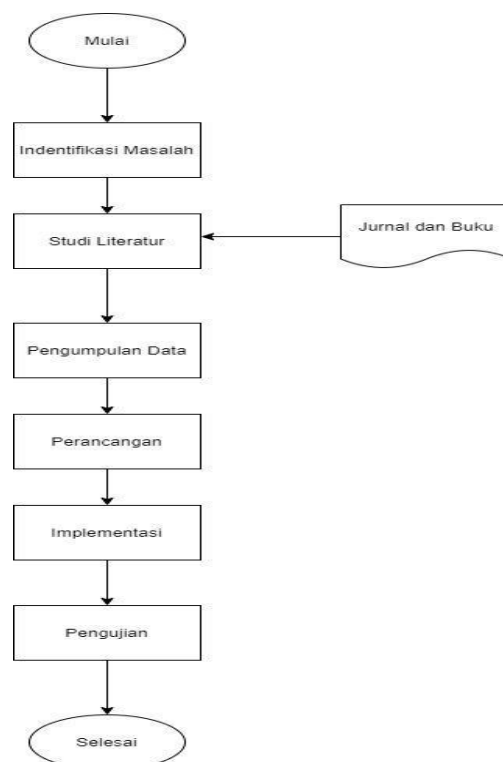 Mulai
Indentifikasi Masalah
Studi Literatur
Jurnal dan Buku
Pengumpulan Data
Perancangan
Implementasi
Pengujian
Selesai